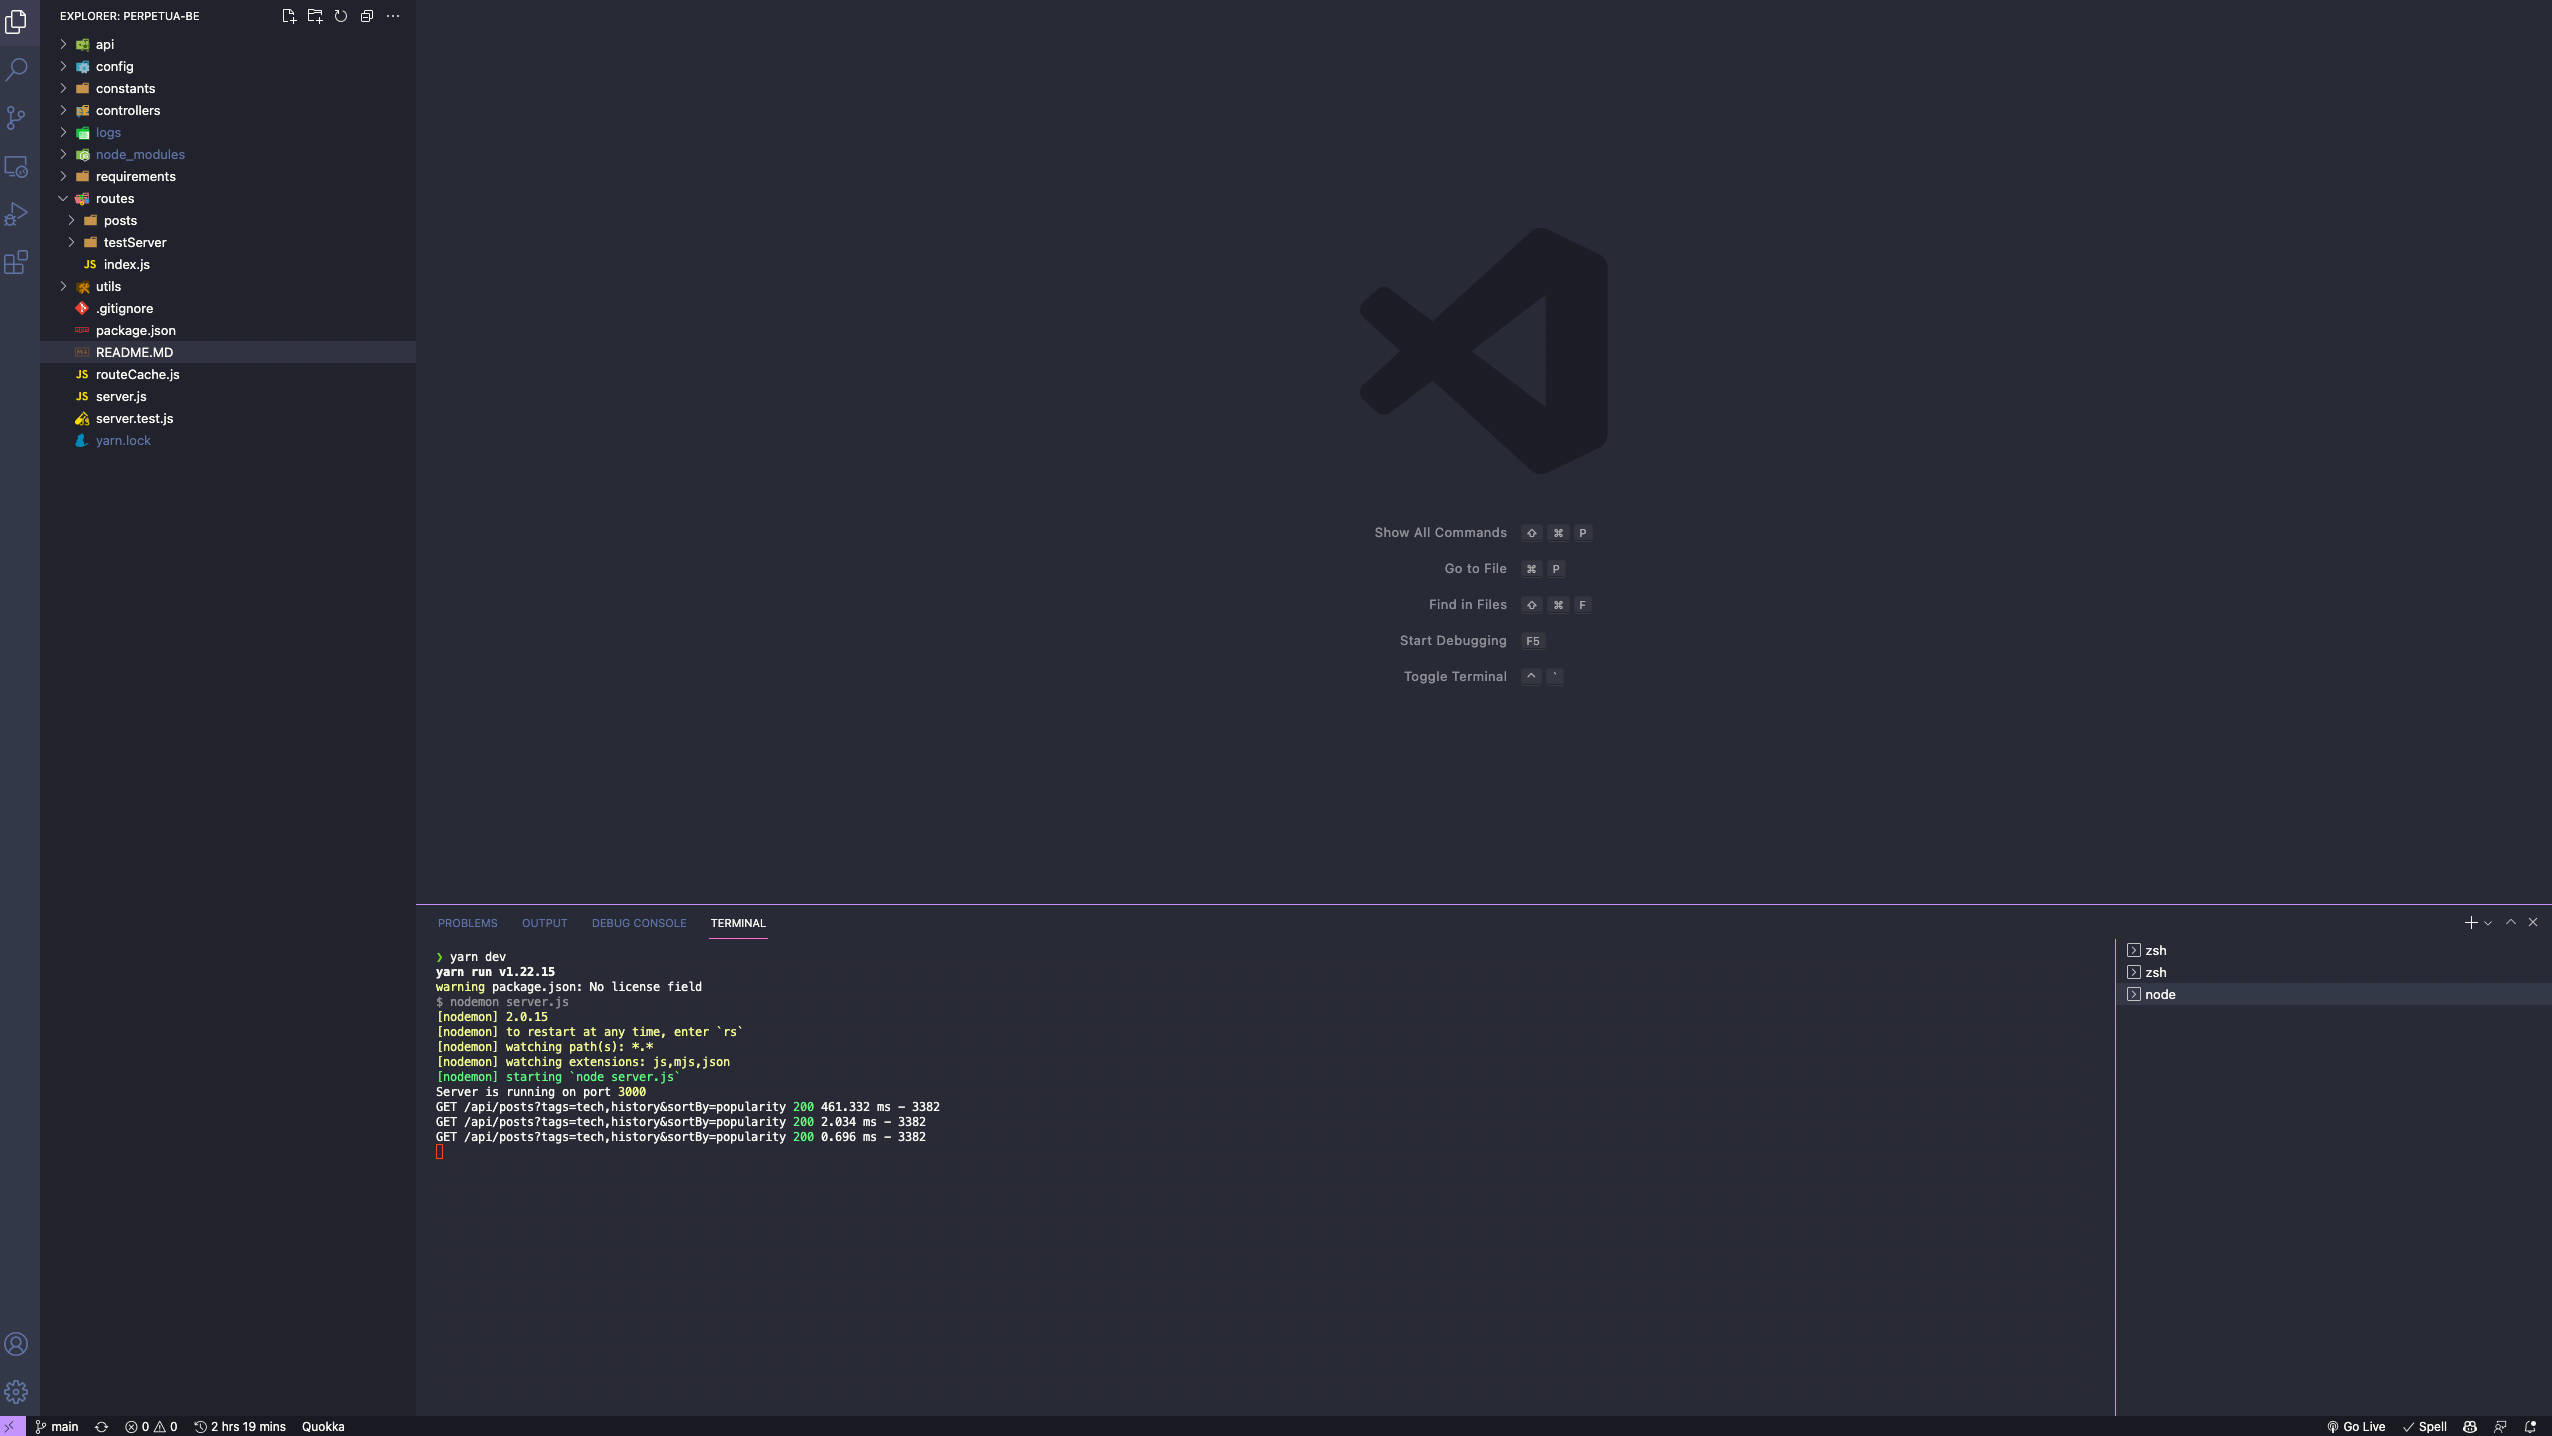 EXPLORER: PERPETUA-BE
api
config
constants
controllers
logs
node_modules
requirements
routes
posts
testServer
JS index.js
utils
.gitignore
package.json
README.MD
JS routeCache.js
JS server.js
server.test.js
yarn.lock
Show All Commands ⇧ ⌘ P
Go to File ⌘ P
Find in Files ⇧ ⌘ F
Start Debugging F5
Toggle Terminal ^ `
PROBLEMS OUTPUT DEBUG CONSOLE TERMINAL
❯ yarn dev
yarn run v1.22.15
warning package.json: No license field
$ nodemon server.js
[nodemon] 2.0.15
[nodemon] to restart at any time, enter `rs`
[nodemon] watching path(s): *.*
[nodemon] watching extensions: js,mjs,json
[nodemon] starting `node server.js`
Server is running on port 3000
GET /api/posts?tags=tech,history&sortBy=popularity 200 461.332 ms - 3382
GET /api/posts?tags=tech,history&sortBy=popularity 200 2.034 ms - 3382
GET /api/posts?tags=tech,history&sortBy=popularity 200 0.696 ms - 3382
zsh
zsh
node
main 0 0 2 hrs 19 mins Quokka Go Live Spell